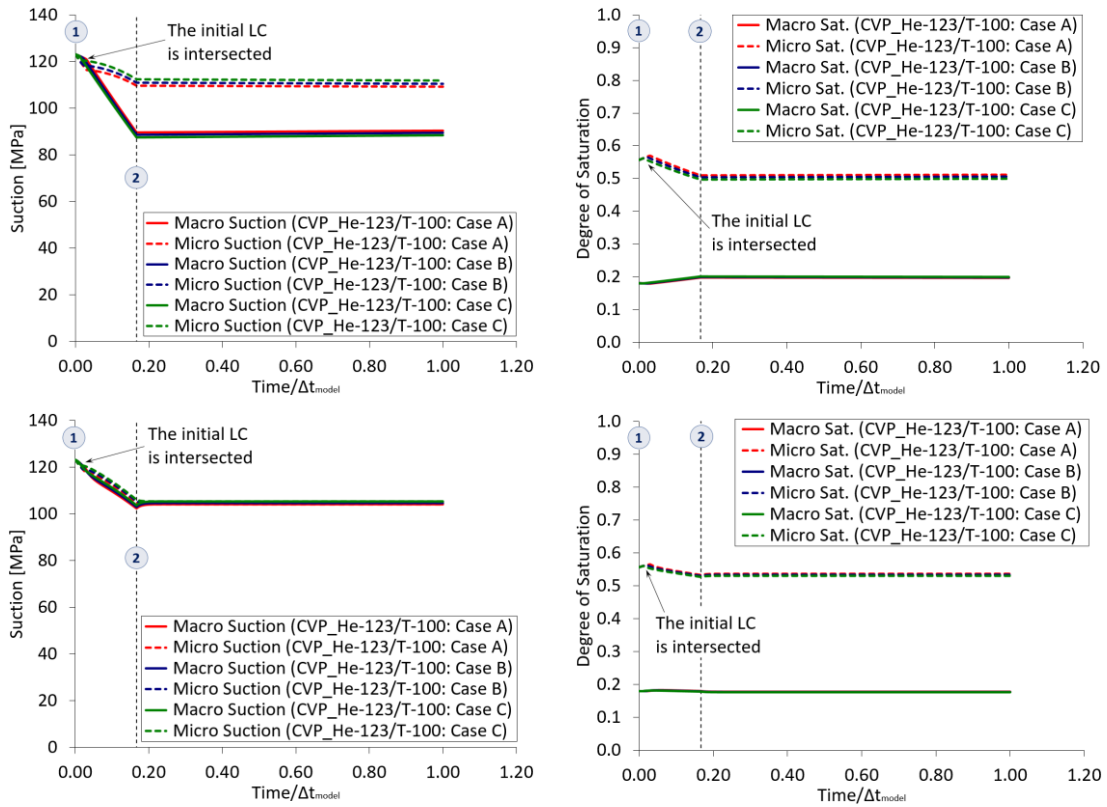 140
120
100
80
60
40
20
0
Suction [MPa]
1
The initial LC
is intersected
2
Macro Suction (CVP_He-123/T-100: Case A)
Micro Suction (CVP_He-123/T-100: Case A)
Macro Suction (CVP_He-123/T-100: Case B)
Micro Suction (CVP_He-123/T-100: Case B)
Macro Suction (CVP_He-123/T-100: Case C)
Micro Suction (CVP_He-123/T-100: Case C)
0.00 0.20 0.40 0.60 0.80 1.00 1.20
Time/Δtmodel
1.0
0.9
0.8
0.7
0.6
0.5
0.4
0.3
0.2
0.1
0.0
Degree of Saturation
1
2
Macro Sat. (CVP_He-123/T-100: Case A)
Micro Sat. (CVP_He-123/T-100: Case A)
Macro Sat. (CVP_He-123/T-100: Case B)
Micro Sat. (CVP_He-123/T-100: Case B)
Macro Sat. (CVP_He-123/T-100: Case C)
Micro Sat. (CVP_He-123/T-100: Case C)
The initial LC
is intersected
0.00 0.20 0.40 0.60 0.80 1.00 1.20
Time/Δtmodel
140
120
100
80
60
40
20
0
Suction [MPa]
1
The initial LC
is intersected
2
Macro Suction (CVP_He-123/T-100: Case A)
Micro Suction (CVP_He-123/T-100: Case A)
Macro Suction (CVP_He-123/T-100: Case B)
Micro Suction (CVP_He-123/T-100: Case B)
Macro Suction (CVP_He-123/T-100: Case C)
Micro Suction (CVP_He-123/T-100: Case C)
0.00 0.20 0.40 0.60 0.80 1.00 1.20
Time/Δtmodel
1.0
0.9
0.8
0.7
0.6
0.5
0.4
0.3
0.2
0.1
0.0
Degree of Saturation
1
2
Macro Sat. (CVP_He-123/T-100: Case A)
Micro Sat. (CVP_He-123/T-100: Case A)
Macro Sat. (CVP_He-123/T-100: Case B)
Micro Sat. (CVP_He-123/T-100: Case B)
Macro Sat. (CVP_He-123/T-100: Case C)
Micro Sat. (CVP_He-123/T-100: Case C)
The initial LC
is intersected
0.00 0.20 0.40 0.60 0.80 1.00 1.20
Time/Δtmodel